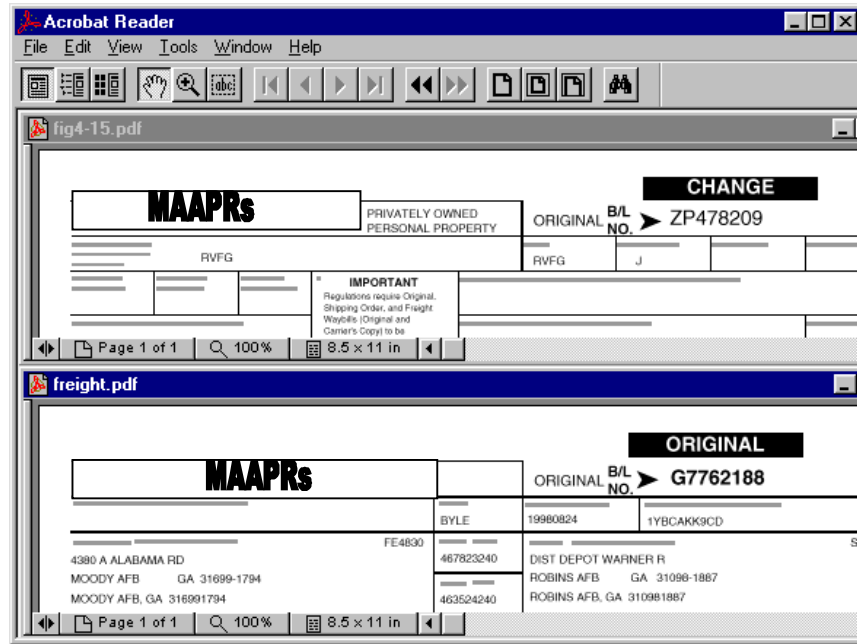 Acrobat Reader
File Edit View Tools Window Help
abc
fig4-15.pdf
CHANGE
MAAPRs
PRIVATELY OWNED
PERSONAL PROPERTY
ORIGINAL B/L NO. ZP478209
RVFG
RVFG J
IMPORTANT
Regulations require Original,
Shipping Order, and Freight
Waybills (Original and
Carrier's Copy) to be
Page 1 of 1 100% 8.5 x 11 in
freight.pdf
ORIGINAL
MAAPRs
ORIGINAL B/L NO. G7762188
BYLE 19980824 1YBCAKK9CD
FE4830 S
4380 A ALABAMA RD 467823240 DIST DEPOT WARNER R
MOODY AFB GA 31699-1794 ROBINS AFB GA 31098-1887
MOODY AFB, GA 316991794 463524240 ROBINS AFB, GA 310981887
Page 1 of 1 100% 8.5 x 11 in